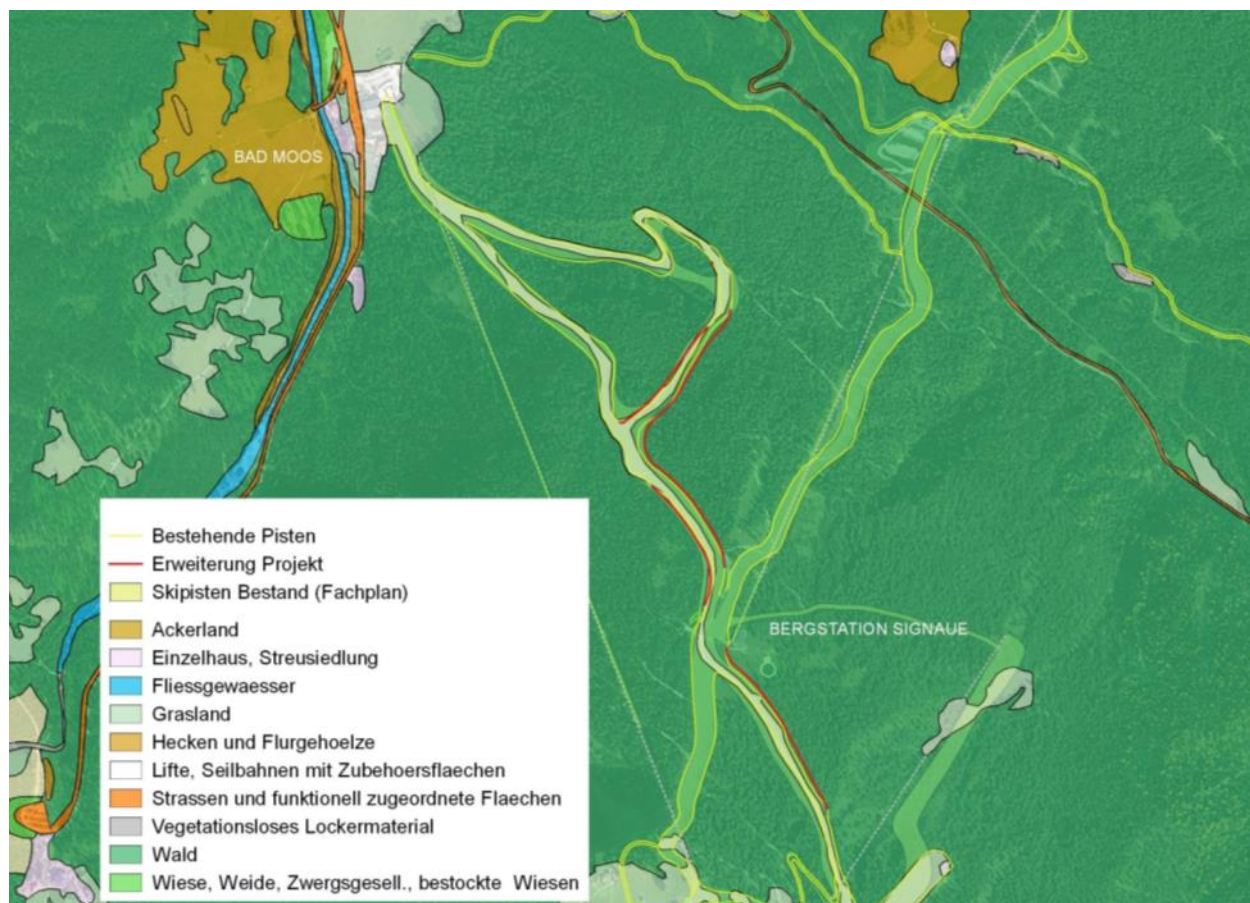 BAD MOOS
Bestehende Pisten
Erweiterung Projekt
Skipisten Bestand (Fachplan)
Ackerland
Einzelhaus, Streusiedlung
Fliessgewaesser
Grasland
Hecken und Flurgehoelze
Lifte, Seilbahnen mit Zubehoersflaechen
Strassen und funktionell zugeordnete Flaechen
Vegetationsloses Lockermaterial
Wald
Wiese, Weide, Zwergsgesell., bestockte Wiesen
BERGSTATION SIGNAUE